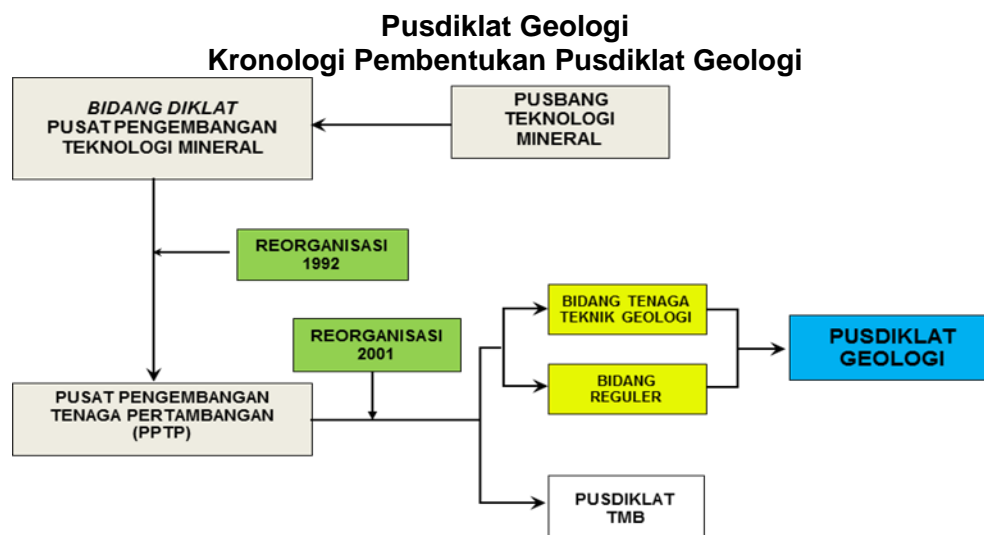 Pusdiklat Geologi
Kronologi Pembentukan Pusdiklat Geologi
BIDANG DIKLAT
PUSAT PENGEMBANGAN
TEKNOLOGI MINERAL
PUSBANG
TEKNOLOGI
MINERAL
REORGANISASI
1992
REORGANISASI
2001
BIDANG TENAGA
TEKNIK GEOLOGI
PUSDIKLAT
GEOLOGI
BIDANG
REGULER
PUSAT PENGEMBANGAN
TENAGA PERTAMBANGAN
(PPTP)
PUSDIKLAT
TMB